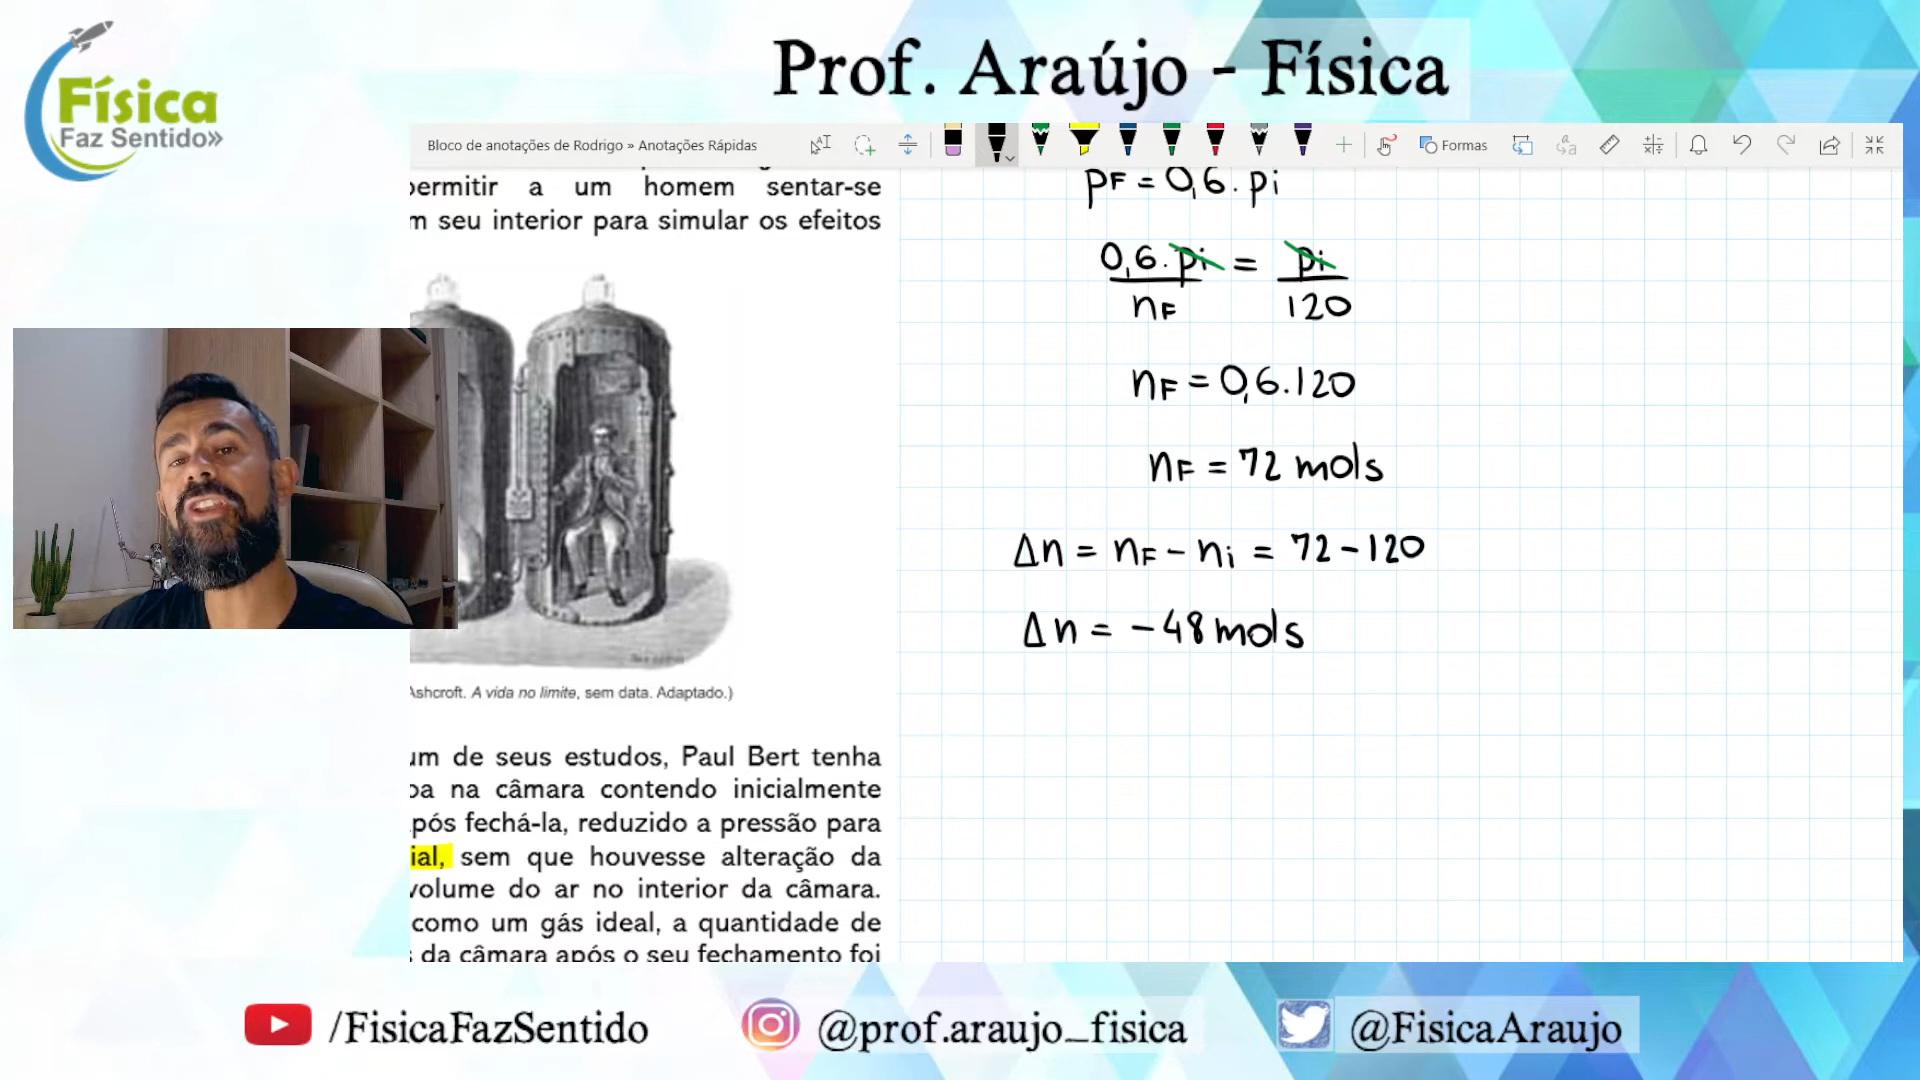 Prof. Araújo - Física
Física
Faz Sentido»
Bloco de anotações de Rodrigo » Anotações Rápidas
Formas
permitir a um homem sentar-se
m seu interior para simular os efeitos
Ashcroft. A vida no limite, sem data. Adaptado.)
um de seus estudos, Paul Bert tenha
oa na câmara contendo inicialmente
pós fechá-la, reduzido a pressão para
ial, sem que houvesse alteração da
volume do ar no interior da câmara.
como um gás ideal, a quantidade de
da câmara após o seu fechamento foi
pF = 0,6 . pi
0,6 . pi = pi
nF 120
nF = 0,6 . 120
nF = 72 mols
Δn = nF - ni = 72 - 120
Δn = - 48 mols
/FisicaFazSentido
@prof.araujo_fisica
@FisicaAraujo